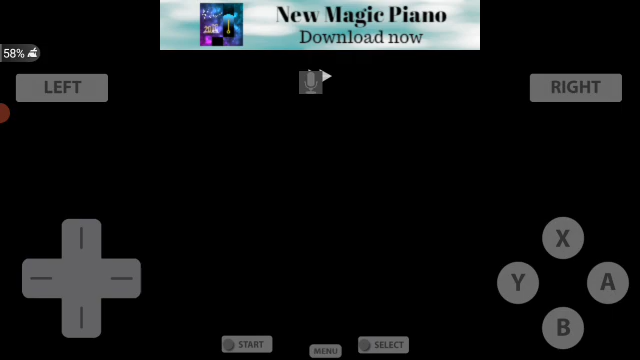 New Magic Piano
Download now
58%
LEFT
RIGHT
X
Y
A
B
START
MENU
SELECT